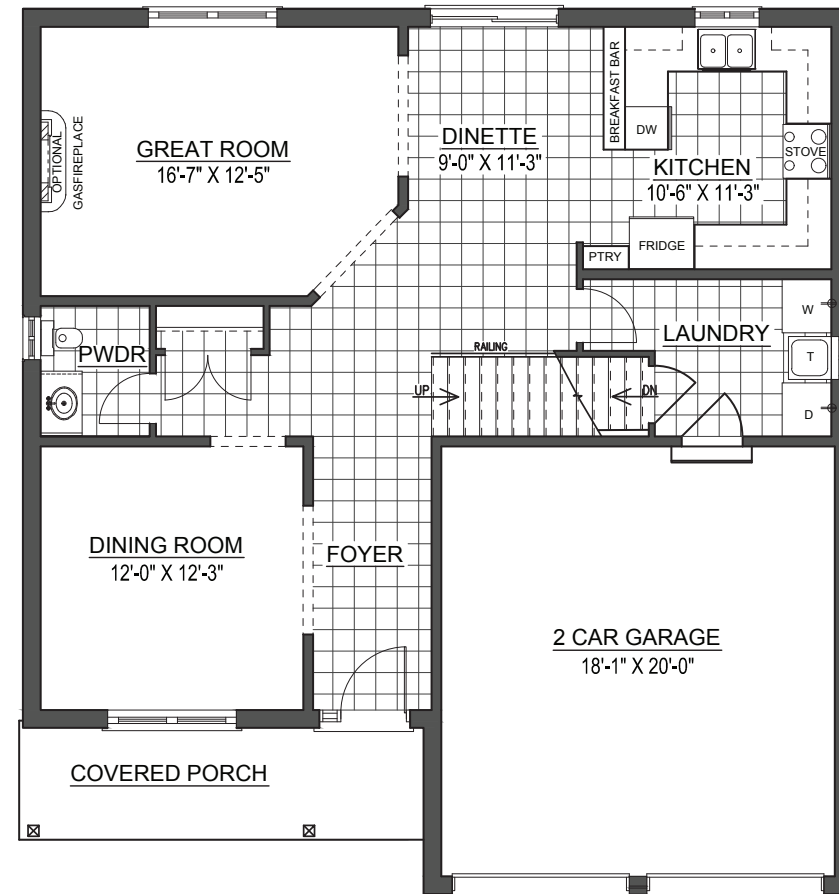 GREAT ROOM
16'-7" X 12'-5"
OPTIONAL
GASFIREPLACE
DINETTE
9'-0" X 11'-3"
BREAKFAST BAR
DW
STOVE
KITCHEN
10'-6" X 11'-3"
FRIDGE
PTRY
PWDR
LAUNDRY
W
T
D
RAILING
UP
DN
DINING ROOM
12'-0" X 12'-3"
FOYER
2 CAR GARAGE
18'-1" X 20'-0"
COVERED PORCH